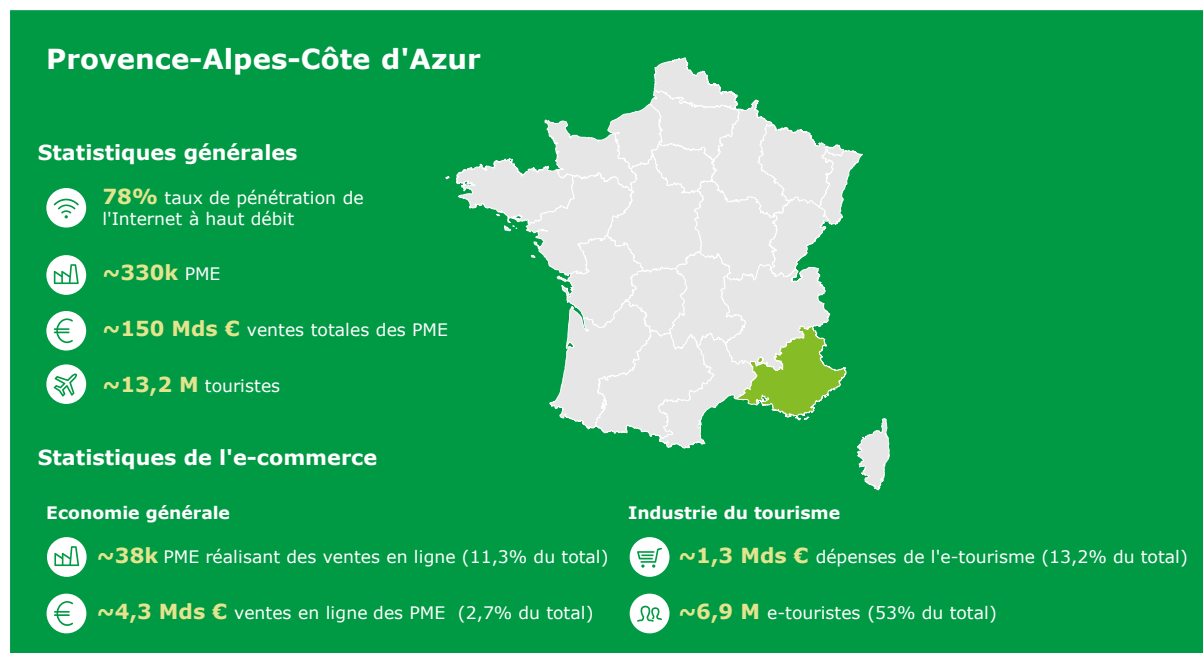 Provence-Alpes-Côte d'Azur
Statistiques générales
78% taux de pénétration de
l'Internet à haut débit
~330k PME
~150 Mds € ventes totales des PME
~13,2 M touristes
Statistiques de l'e-commerce
Economie générale
~38k PME réalisant des ventes en ligne (11,3% du total)
~4,3 Mds € ventes en ligne des PME (2,7% du total)
Industrie du tourisme
~1,3 Mds € dépenses de l'e-tourisme (13,2% du total)
~6,9 M e-touristes (53% du total)